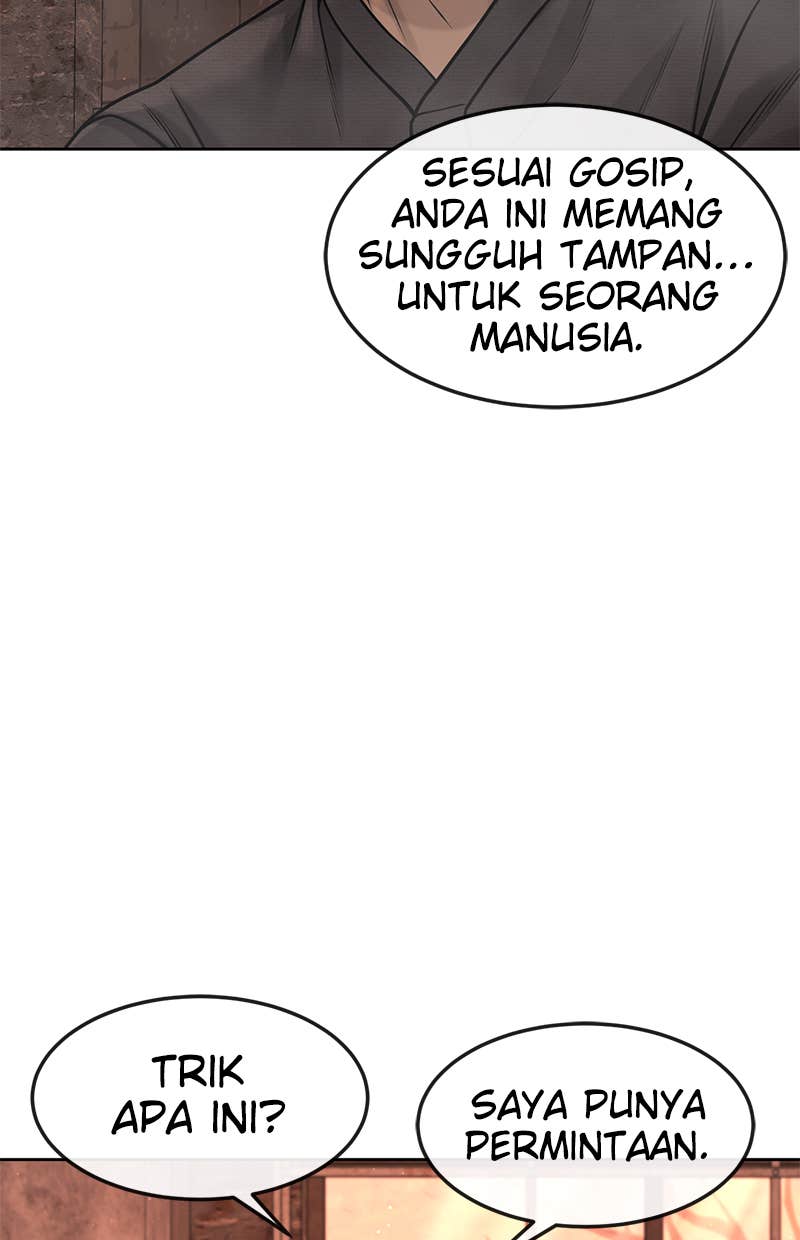 SESUAI GOSIP,
ANDA INI MEMANG
SUNGGUH TAMPAN...
UNTUK SEORANG
MANUSIA.
TRIK
APA INI?
SAYA PUNYA
PERMINTAAN.